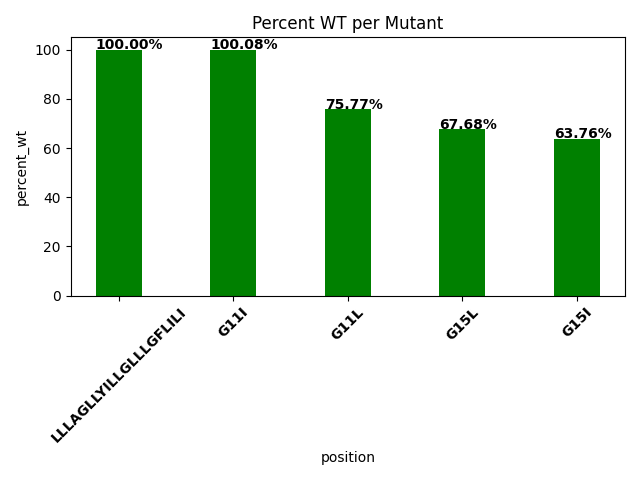 Percent WT per Mutant
100.00%
100.08%
75.77%
67.68%
63.76%
percent_wt
100
80
60
40
20
0
LLLAGLLYILLGLLLGFLILI
G11I
G11L
G15L
G15I
position